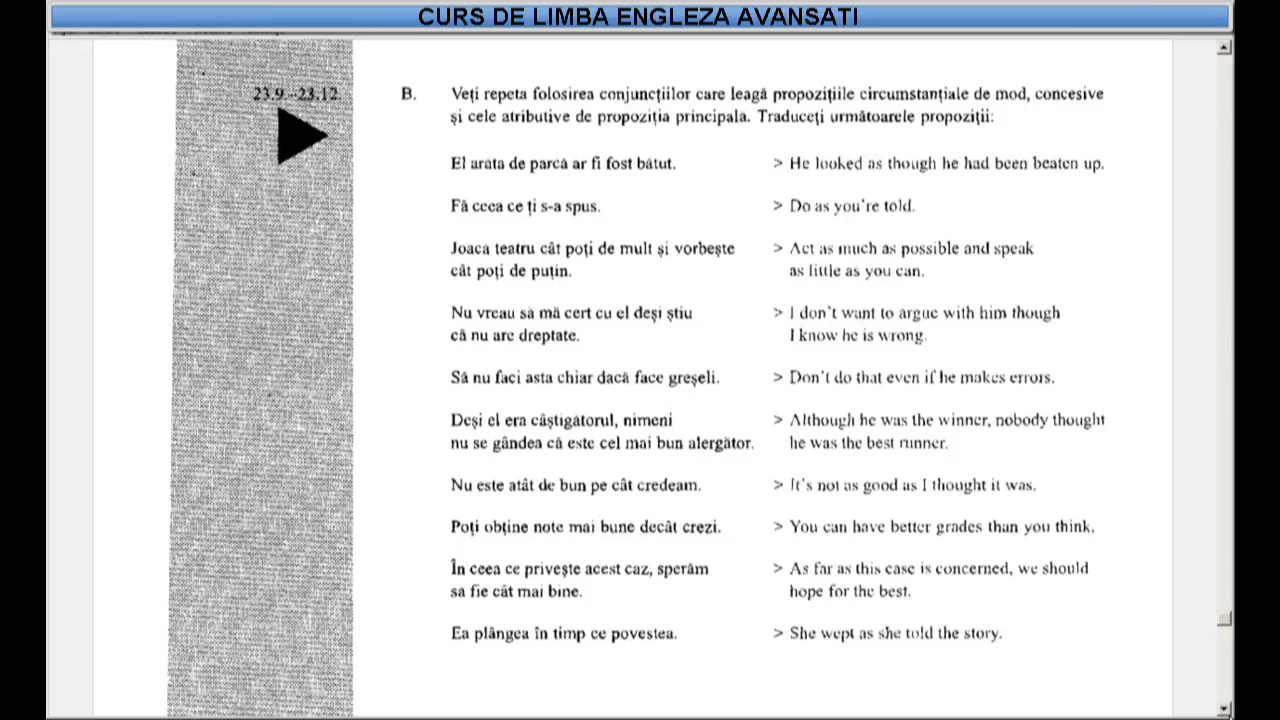 CURS DE LIMBA ENGLEZA AVANSATI
23.9.-23.12.
B. Veți repeta folosirea conjuncțiilor care leagă propozițiile circumstanțiale de mod, concesive
și cele atributive de propoziția principala. Traduceți următoarele propoziții:
El arăta de parcă ar fi fost bătut. > He looked as though he had been beaten up.
Fă ceea ce ți s-a spus. > Do as you're told.
Joacă teatru cât poți de mult și vorbește > Act as much as possible and speak
cât poți de puțin. as little as you can.
Nu vreau să mă cert cu el deși știu > I don't want to argue with him though
că nu are dreptate. I know he is wrong.
Să nu faci asta chiar dacă face greșeli. > Don't do that even if he makes errors.
Deși el era câștigătorul, nimeni > Although he was the winner, nobody thought
nu se gândea că este cel mai bun alergător. he was the best runner.
Nu este atât de bun pe cât credeam. > It's not as good as I thought it was.
Poți obține note mai bune decât crezi. > You can have better grades than you think.
În ceea ce privește acest caz, sperăm > As far as this case is concerned, we should
sa fie cât mai bine. hope for the best.
Ea plângea în timp ce povestea. > She wept as she told the story.